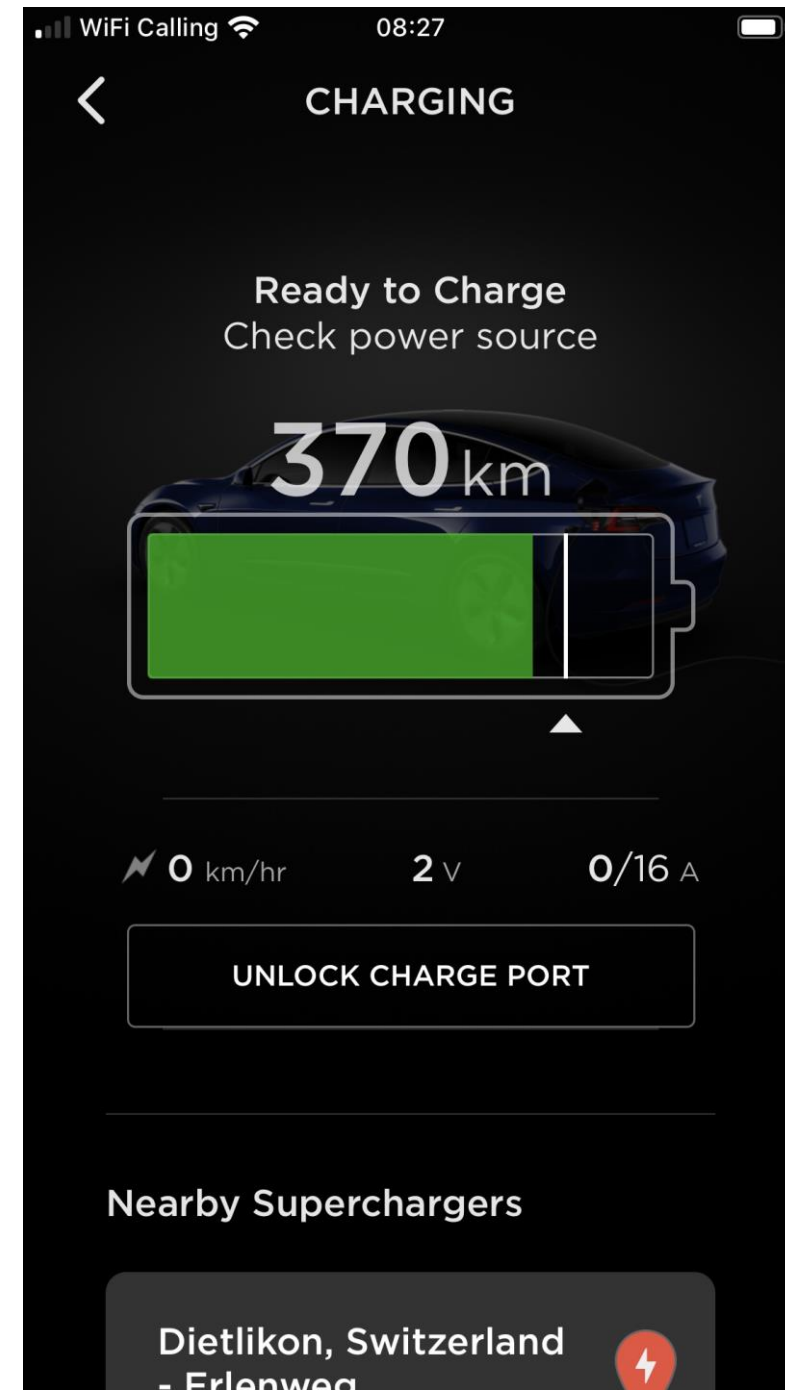 WiFi Calling 08:27
CHARGING
Ready to Charge
Check power source
370 km
0 km/hr 2 V 0/16 A
UNLOCK CHARGE PORT
Nearby Superchargers
Dietlikon, Switzerland
- Erlenweg